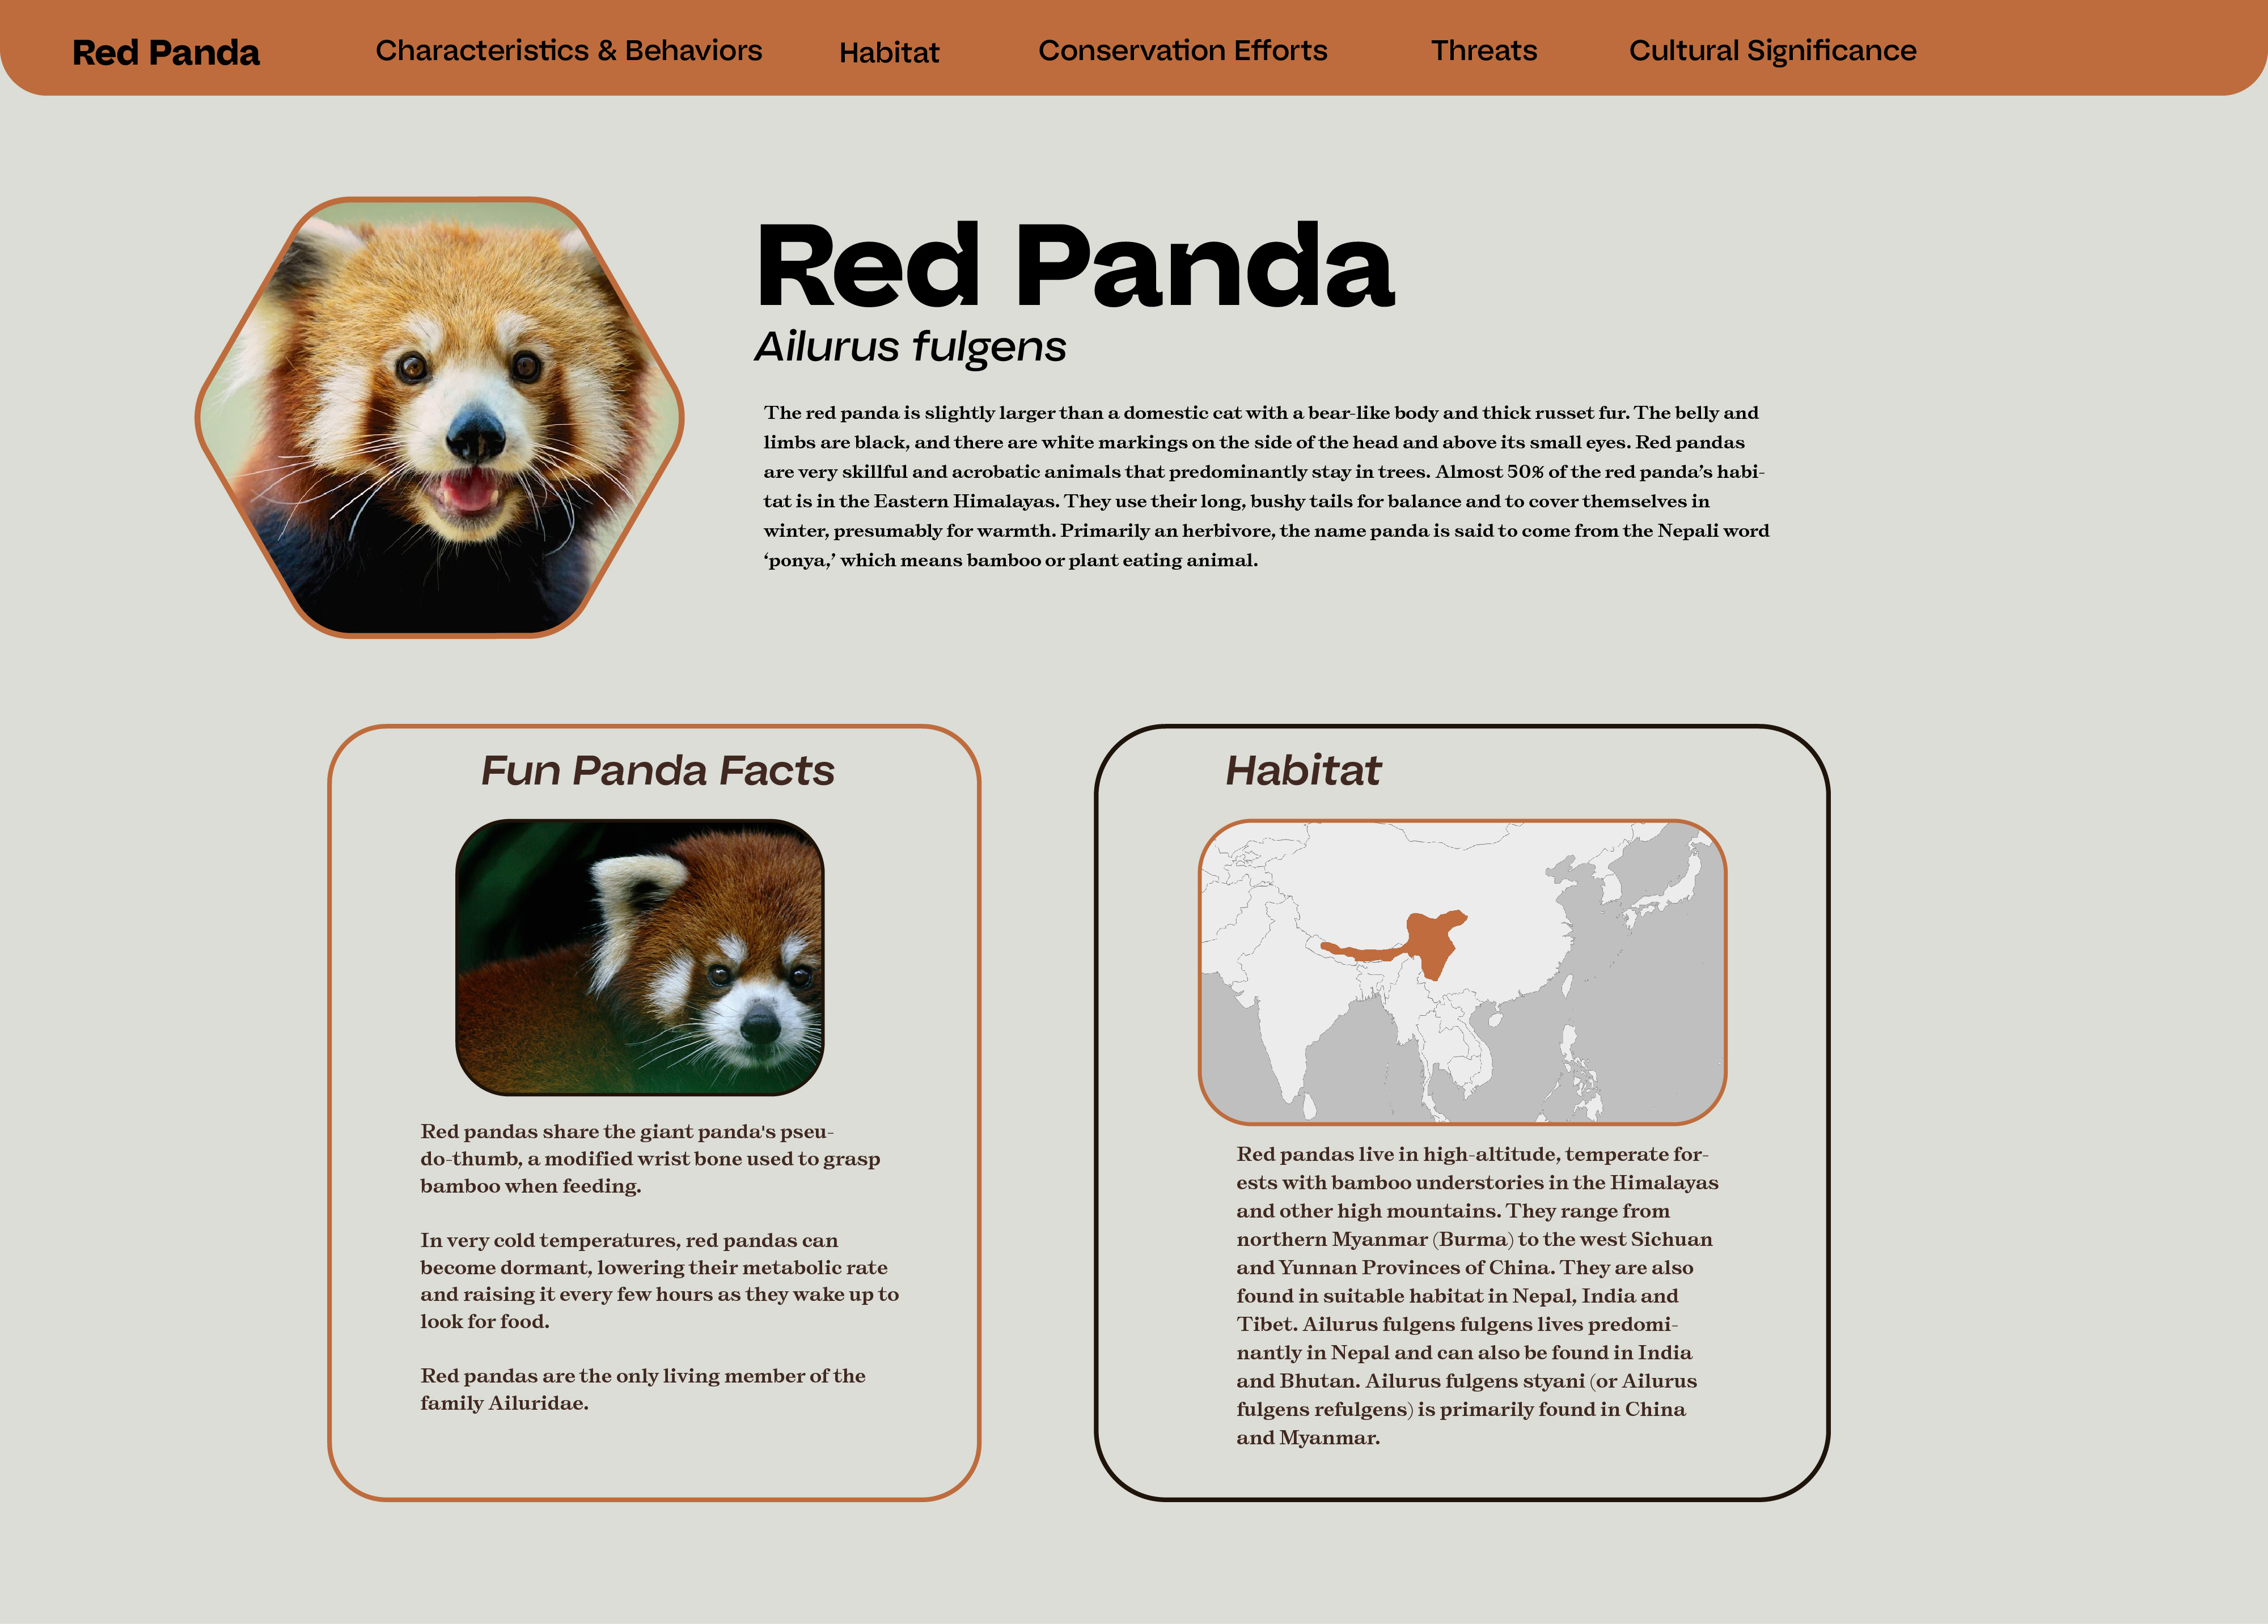 Red Panda
Characteristics & Behaviors
Habitat
Conservation Efforts
Threats
Cultural Significance
Red Panda
Ailurus fulgens
The red panda is slightly larger than a domestic cat with a bear-like body and thick russet fur. The belly and
limbs are black, and there are white markings on the side of the head and above its small eyes. Red pandas
are very skillful and acrobatic animals that predominantly stay in trees. Almost 50% of the red panda’s habi-
tat is in the Eastern Himalayas. They use their long, bushy tails for balance and to cover themselves in
winter, presumably for warmth. Primarily an herbivore, the name panda is said to come from the Nepali word
‘ponya,’ which means bamboo or plant eating animal.
Fun Panda Facts
Red pandas share the giant panda's pseu-
do-thumb, a modified wrist bone used to grasp
bamboo when feeding.
In very cold temperatures, red pandas can
become dormant, lowering their metabolic rate
and raising it every few hours as they wake up to
look for food.
Red pandas are the only living member of the
family Ailuridae.
Habitat
Red pandas live in high-altitude, temperate for-
ests with bamboo understories in the Himalayas
and other high mountains. They range from
northern Myanmar (Burma) to the west Sichuan
and Yunnan Provinces of China. They are also
found in suitable habitat in Nepal, India and
Tibet. Ailurus fulgens fulgens lives predomi-
nantly in Nepal and can also be found in India
and Bhutan. Ailurus fulgens styani (or Ailurus
fulgens refulgens) is primarily found in China
and Myanmar.